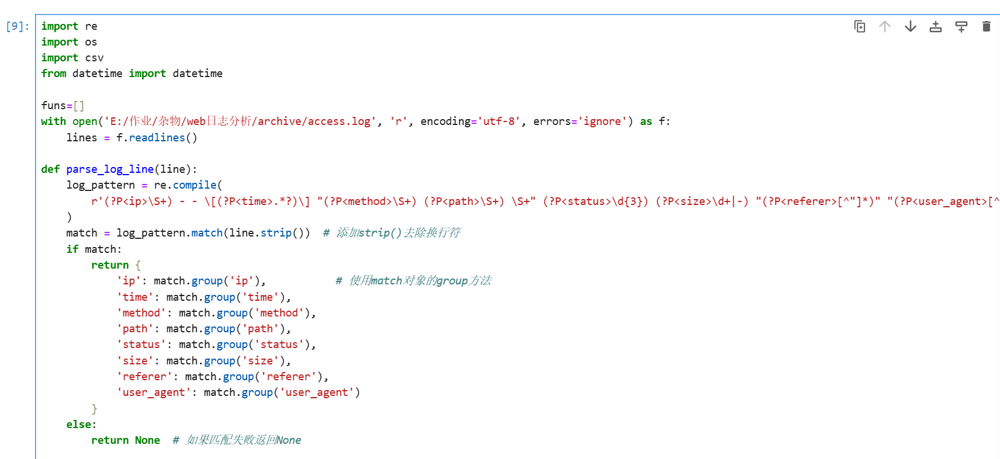 [9]:
import re
import os
import csv
from datetime import datetime
funs=[]
with open('E:/作业/杂物/web日志分析/archive/access.log', 'r', encoding='utf-8', errors='ignore') as f:
    lines = f.readlines()
def parse_log_line(line):
    log_pattern = re.compile(
        r'(?P<ip>\S+) - - \[(?P<time>.*?)\] "(?P<method>\S+) (?P<path>\S+) \S+" (?P<status>\d{3}) (?P<size>\d+|-) "(?P<referer>[^"]*)" "(?P<user_agent>[^
    )
    match = log_pattern.match(line.strip())  # 添加strip()去除换行符
    if match:
        return {
            'ip': match.group('ip'),           # 使用match对象的group方法
            'time': match.group('time'),
            'method': match.group('method'),
            'path': match.group('path'),
            'status': match.group('status'),
            'size': match.group('size'),
            'referer': match.group('referer'),
            'user_agent': match.group('user_agent')
        }
    else:
        return None  # 如果匹配失败返回None